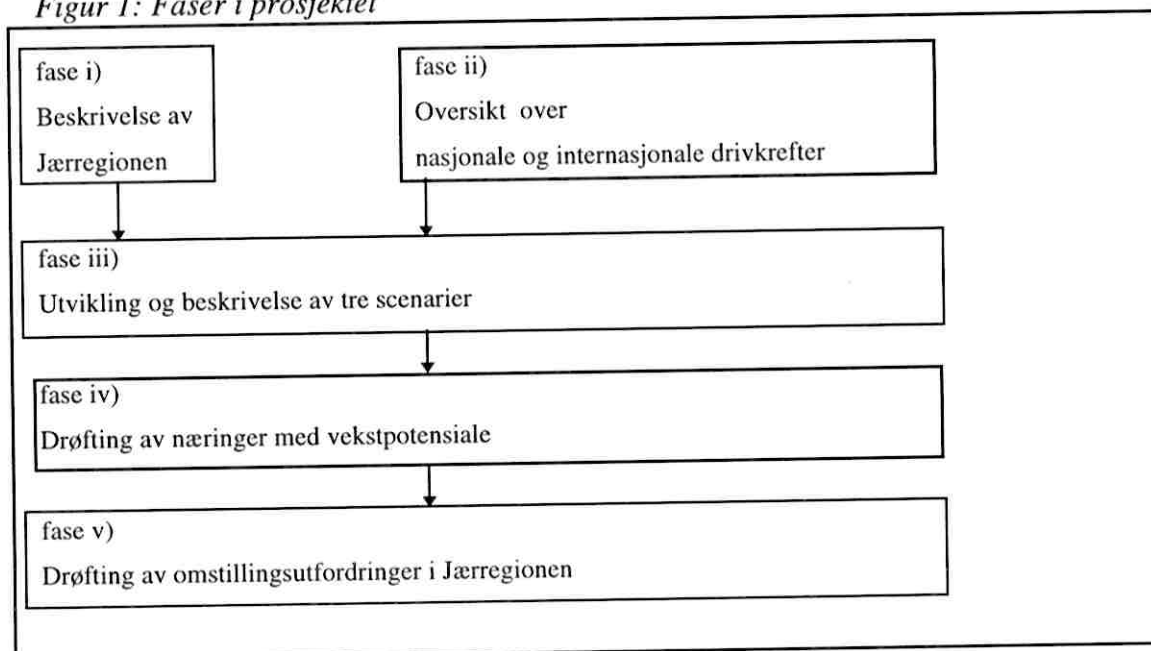 Figur 1: Faser i prosjektet
fase i)
Beskrivelse av
Jærregionen
fase ii)
Oversikt over
nasjonale og internasjonale drivkrefter
fase iii)
Utvikling og beskrivelse av tre scenarier
fase iv)
Drøfting av næringer med vekstpotensiale
fase v)
Drøfting av omstillingsutfordringer i Jærregionen